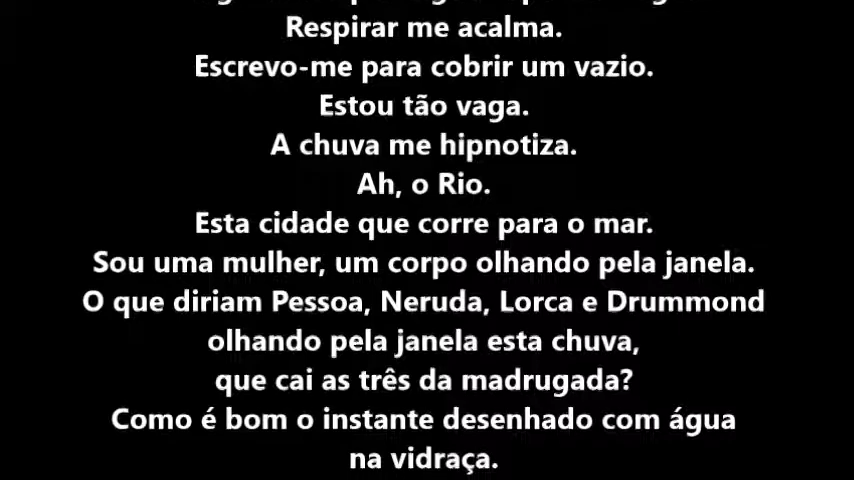 Respirar me acalma.
Escrevo-me para cobrir um vazio.
Estou tão vaga.
A chuva me hipnotiza.
Ah, o Rio.
Esta cidade que corre para o mar.
Sou uma mulher, um corpo olhando pela janela.
O que diriam Pessoa, Neruda, Lorca e Drummond
olhando pela janela esta chuva,
que cai as três da madrugada?
Como é bom o instante desenhado com água
na vidraça.